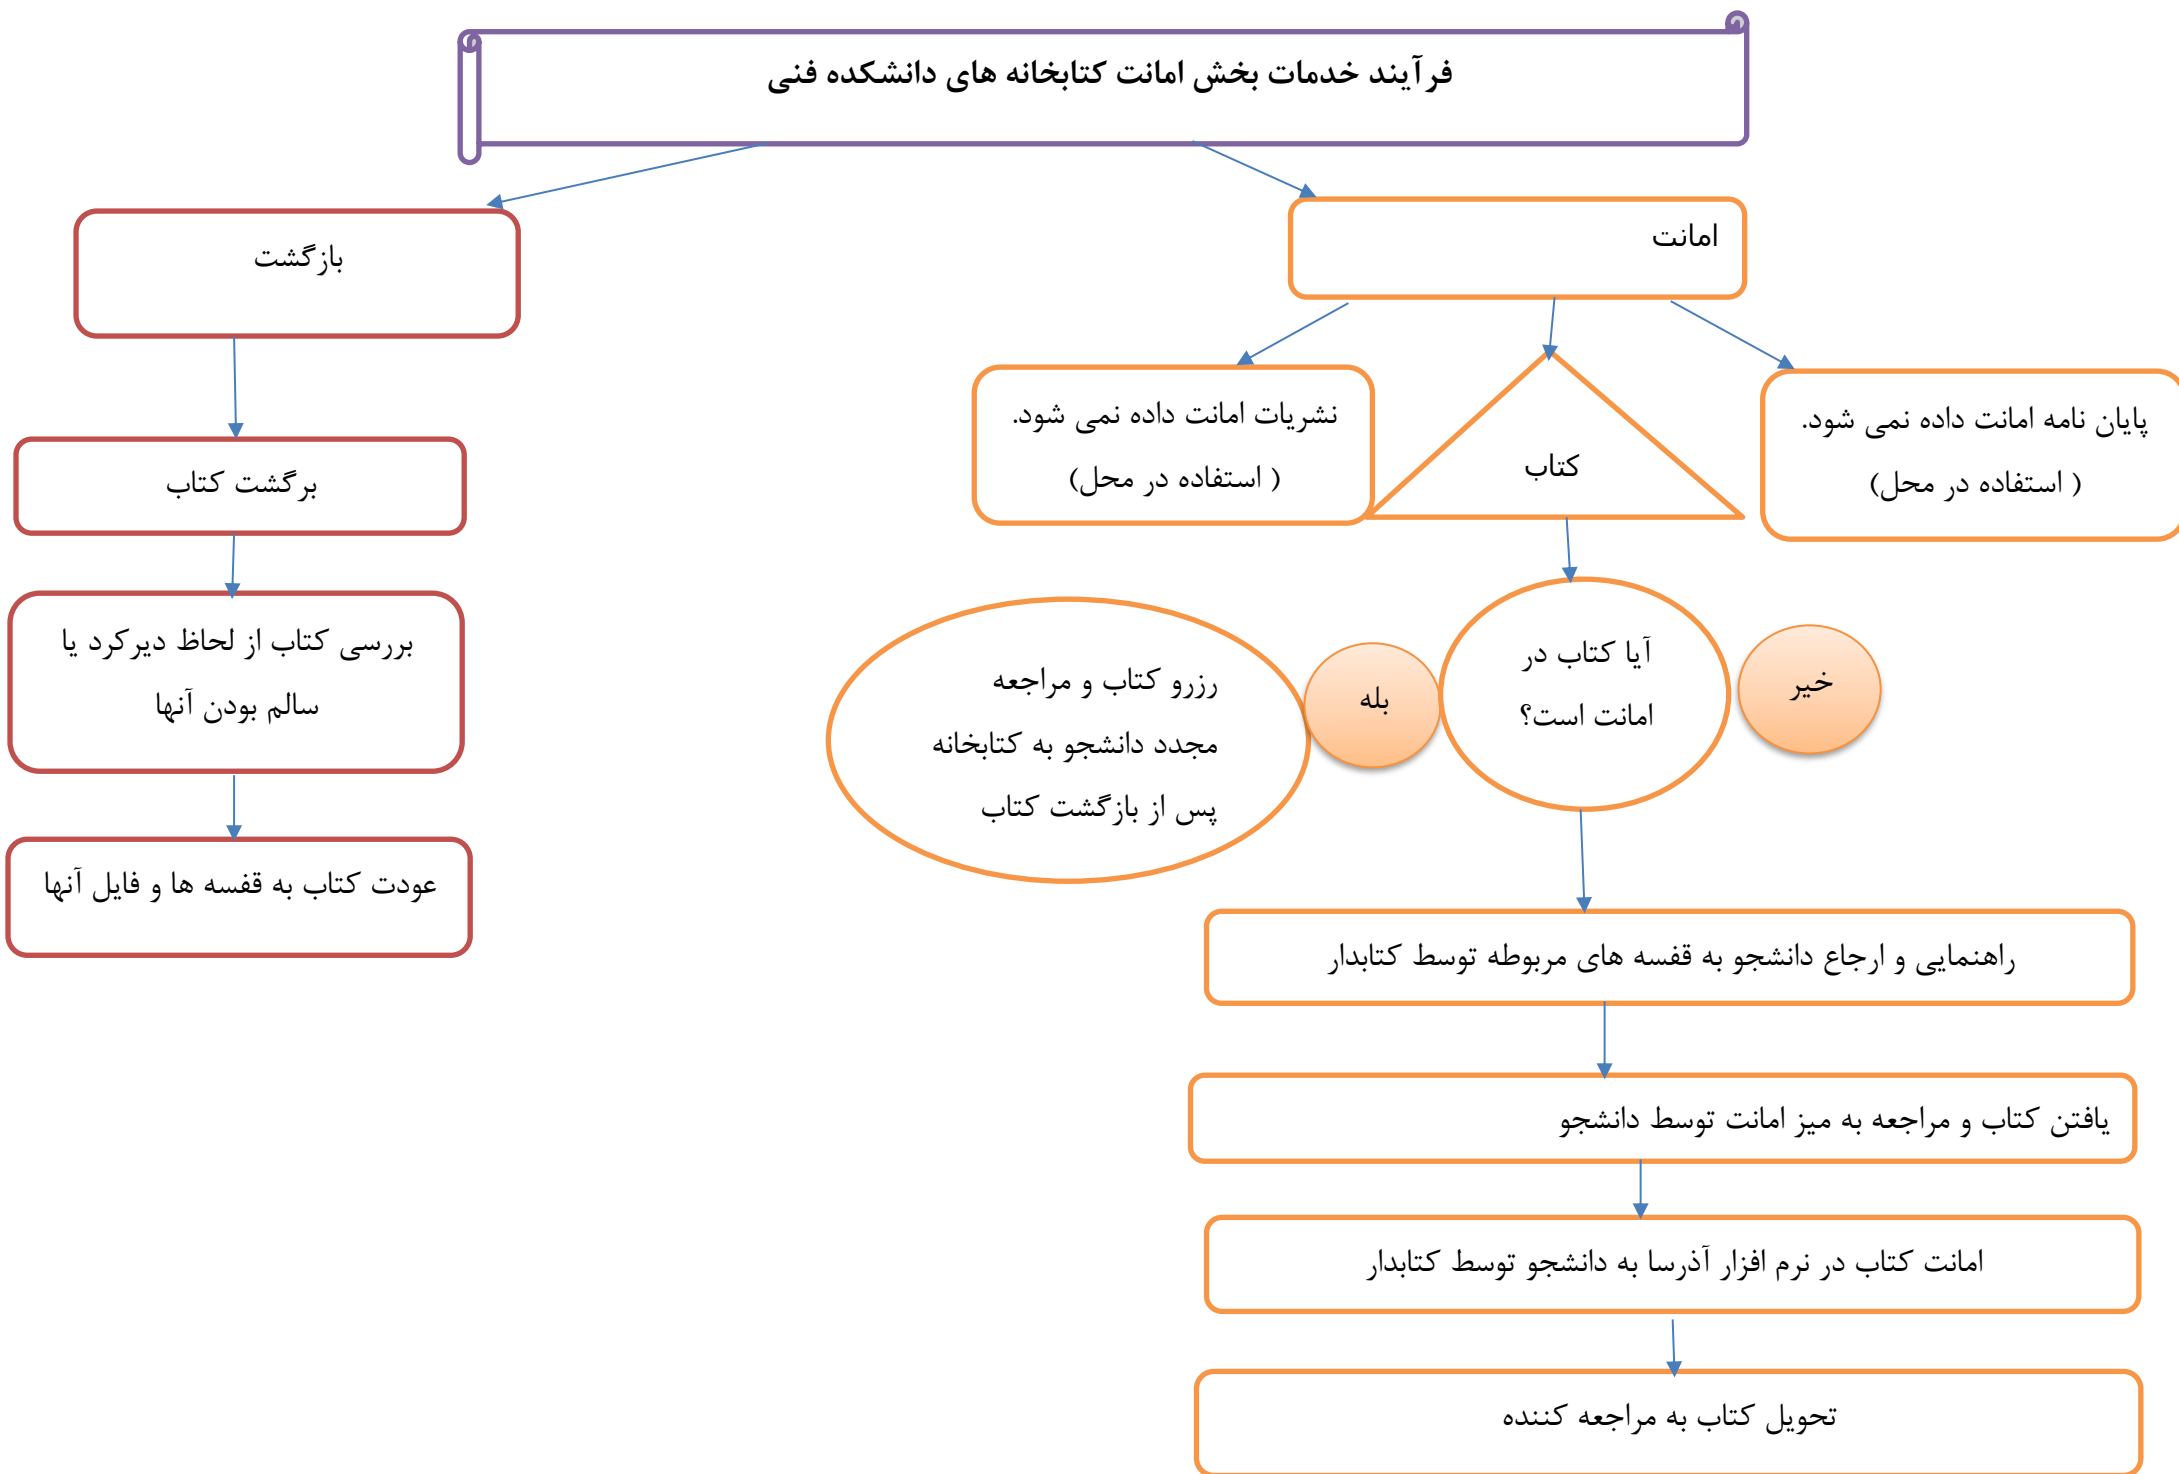 فرآیند خدمات بخش امانت کتابخانه های دانشکده فنی
امانت
پایان نامه امانت داده نمی شود.
( استفاده در محل)
کتاب
نشریات امانت داده نمی شود.
( استفاده در محل)
خیر
آیا کتاب در
امانت است؟
بله
رزرو کتاب و مراجعه
مجدد دانشجو به کتابخانه
پس از بازگشت کتاب
راهنمایی و ارجاع دانشجو به قفسه های مربوطه توسط کتابدار
یافتن کتاب و مراجعه به میز امانت توسط دانشجو
امانت کتاب در نرم افزار آذرسا به دانشجو توسط کتابدار
تحویل کتاب به مراجعه کننده
بازگشت
برگشت کتاب
بررسی کتاب از لحاظ دیرکرد یا
سالم بودن آنها
عودت کتاب به قفسه ها و فایل آنها